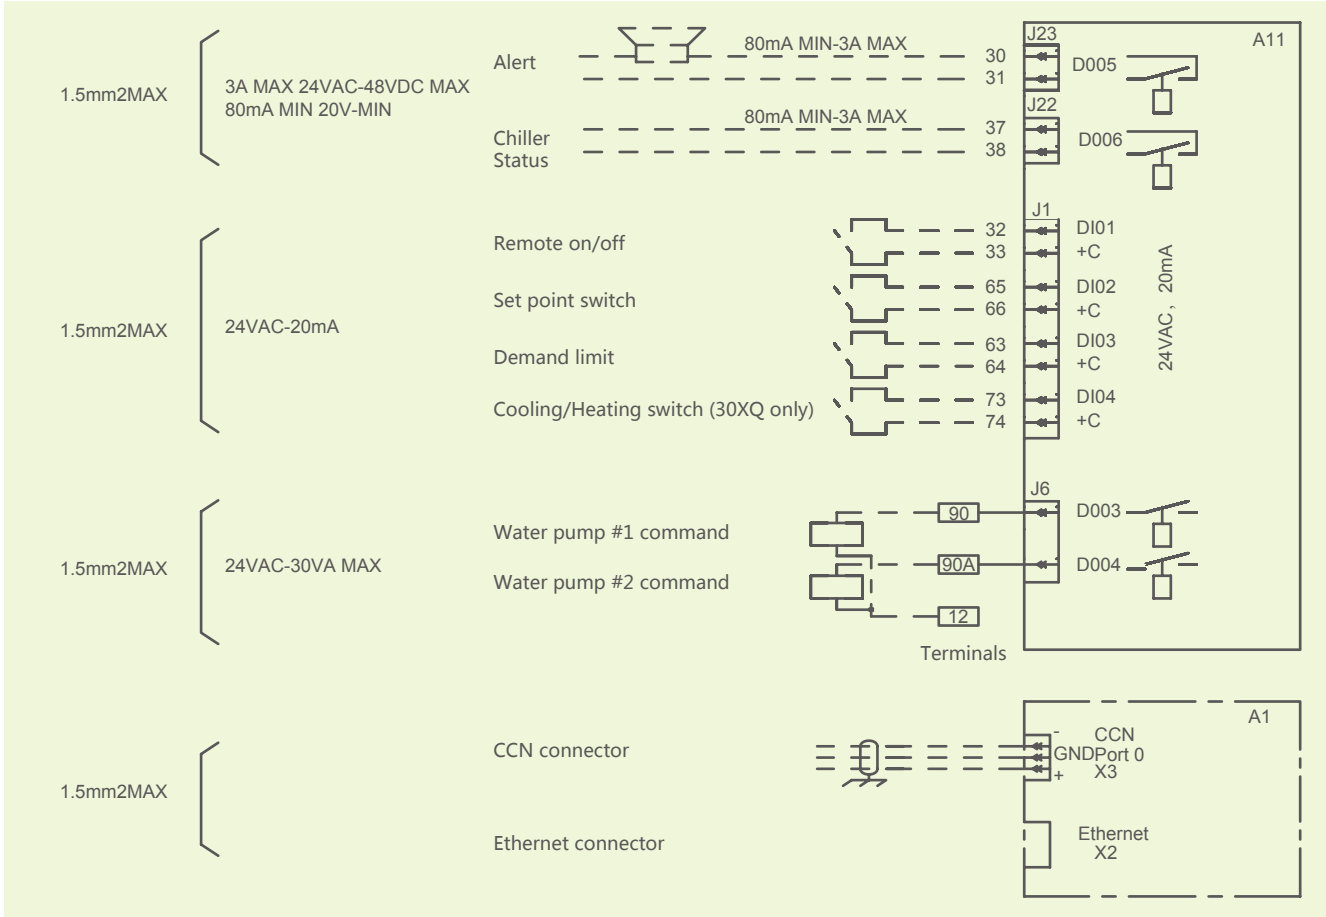 J23
A11
80mA MIN-3A MAX
Alert
30
D005
31
3A MAX 24VAC-48VDC MAX
1.5mm2MAX
80mA MIN 20V-MIN
J22
80mA MIN-3A MAX
37
Chiller
D006
38
Status
J1
32
DI01
Remote on/off
33
+C
65
DI02
Set point switch
66
+C
24VAC，20mA
1.5mm2MAX
24VAC-20mA
63
DI03
Demand limit
64
+C
73
DI04
Cooling/Heating switch (30XQ only)
74
+C
J6
90
D003
Water pump #1 command
1.5mm2MAX
24VAC-30VA MAX
90A
D004
Water pump #2 command
12
Terminals
A1
-
CCN
CCN connector
GND
Port 0
+
X3
1.5mm2MAX
Ethernet
Ethernet connector
X2